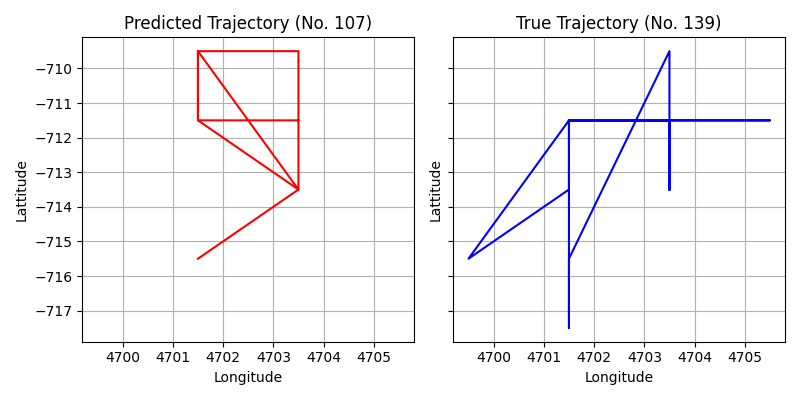 Predicted Trajectory (No. 107)
True Trajectory (No. 139)
−710
−711
−712
−713
−714
−715
−716
−717
Lattitude
Lattitude
4700 4701 4702 4703 4704 4705
4700 4701 4702 4703 4704 4705
Longitude
Longitude